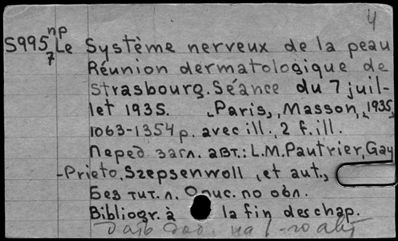 4
пр
S995 Le Système nerveux de la peau
7 Réunion dermatologique de
Strasbourg. Séance du 7 juil-
let 1935. Paris, Masson, 1935,
1063-1354 p. avec ill., 2 f. ill.
Перед загл. авт.: L.M. Pautrier, Gay
-Prieto, Szepsenwoll, et aut.,
Без тит. л. Опис. по обл.
Bibliogr. à la fin des chap.